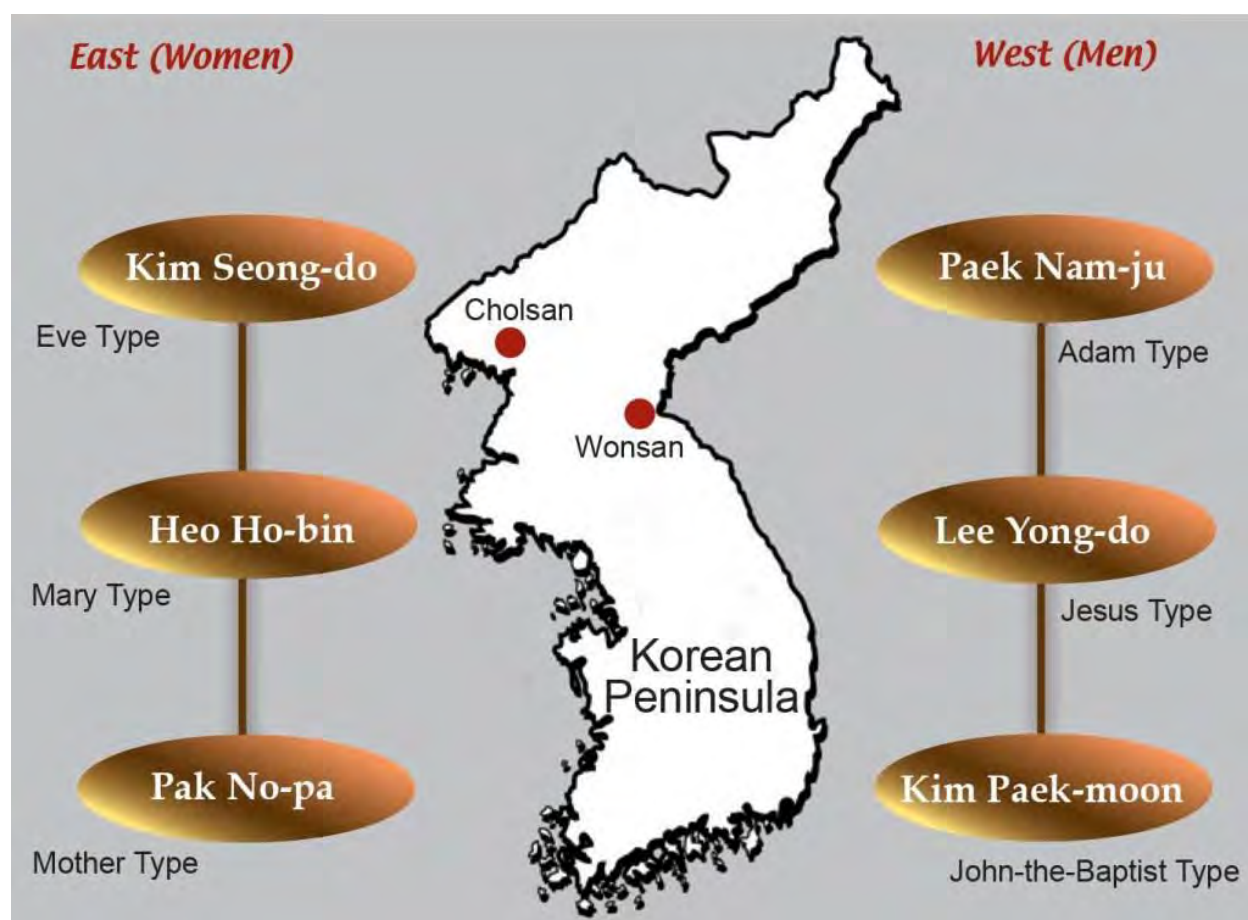 East (Women)
West (Men)
Kim Seong-do
Eve Type
Paek Nam-ju
Adam Type
Cholsan
Wonsan
Heo Ho-bin
Mary Type
Lee Yong-do
Jesus Type
Korean
Peninsula
Pak No-pa
Mother Type
Kim Paek-moon
John-the-Baptist Type